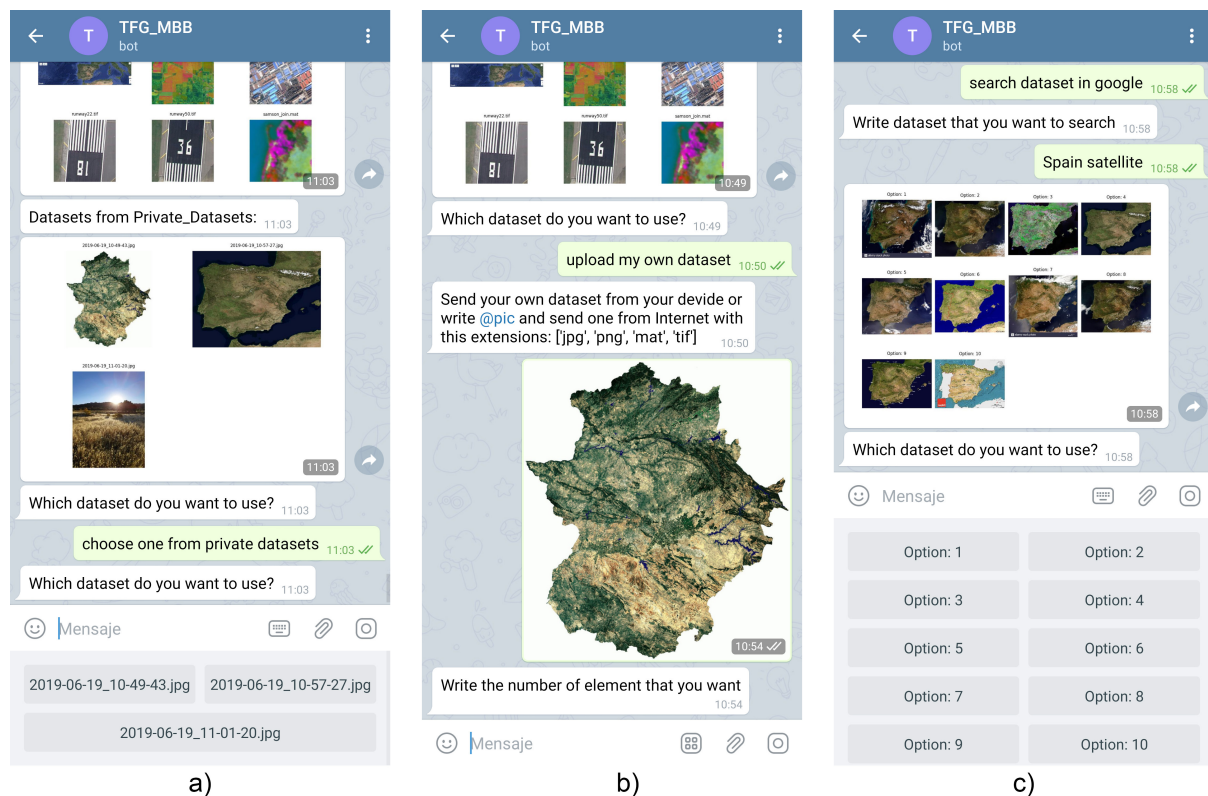 TFG_MBB
bot
runway22.tif
runway50.tif
samson_join.mat
81
36
11:03
Datasets from Private_Datasets: 11:03
2019-06-19_10-49-43.jpg
2019-06-19_10-57-27.jpg
2019-06-19_11-01-20.jpg
11:03
Which dataset do you want to use? 11:03
choose one from private datasets 11:03
Which dataset do you want to use? 11:03
Mensaje
2019-06-19_10-49-43.jpg
2019-06-19_10-57-27.jpg
2019-06-19_11-01-20.jpg
a)
T
TFG_MBB
bot
runway22.tif
runway50.tif
samson_join.mat
81
36
10:49
Which dataset do you want to use? 10:49
upload my own dataset 10:50
Send your own dataset from your devide or
write @pic and send one from Internet with
this extensions: ['jpg', 'png', 'mat', 'tif'] 10:50
10:54
Write the number of element that you want
10:54
Mensaje
b)
T
TFG_MBB
bot
search dataset in google 10:58
Write dataset that you want to search 10:58
Spain satellite 10:58
Option: 1
Option: 2
Option: 3
Option: 4
Option: 5
Option: 6
Option: 7
Option: 8
Option: 9
Option: 10
10:58
Which dataset do you want to use? 10:58
Mensaje
Option: 1
Option: 2
Option: 3
Option: 4
Option: 5
Option: 6
Option: 7
Option: 8
Option: 9
Option: 10
c)